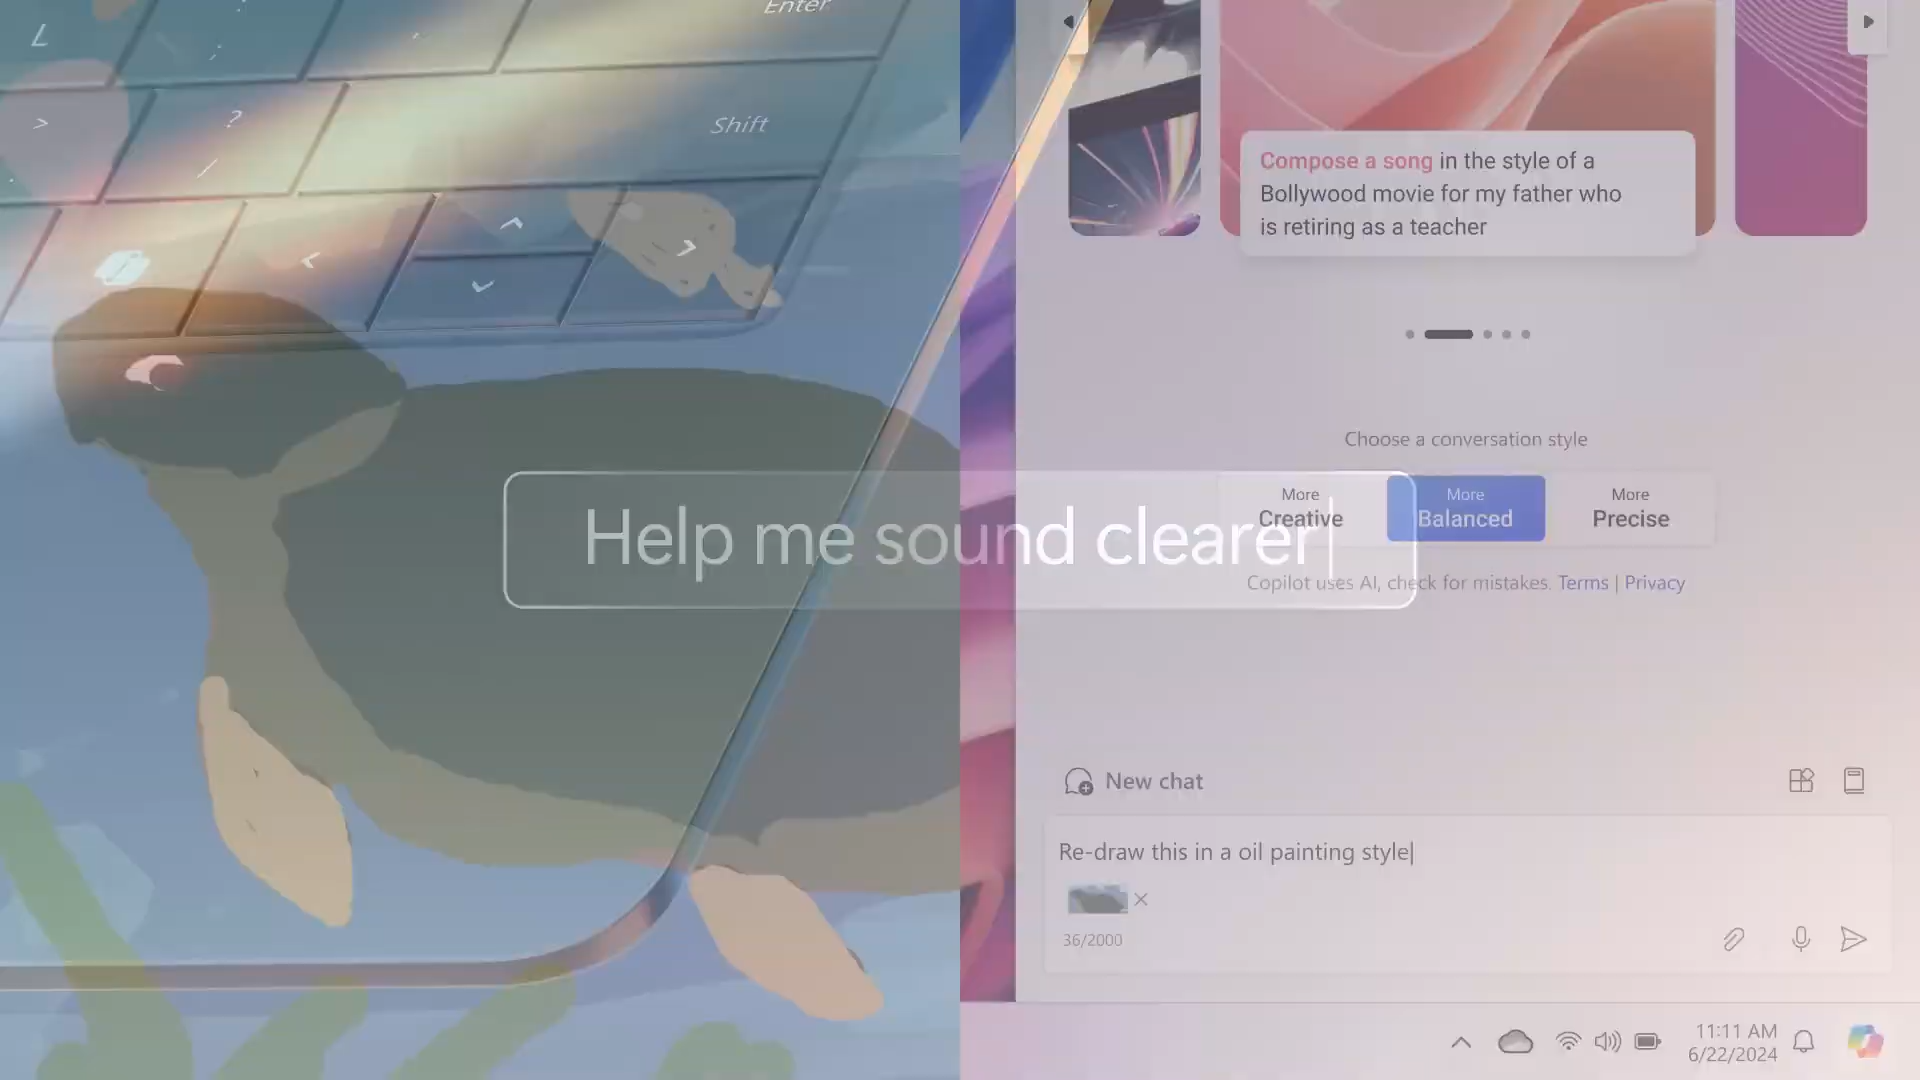 Enter
L
:
;
Shift
?
/
>
.
Compose a song in the style of a
Bollywood movie for my father who
is retiring as a teacher
Choose a conversation style
More
Creative
More
Balanced
More
Precise
Help me sound clearer
Copilot uses AI, check for mistakes. Terms | Privacy
New chat
Re-draw this in a oil painting style
36/2000
11:11 AM
6/22/2024